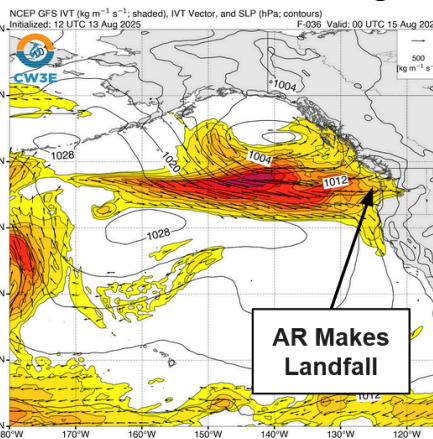 NCEP GFS IVT (kg m⁻¹ s⁻¹; shaded), IVT Vector, and SLP (hPa; contours)
Initialized: 12 UTC 13 Aug 2025 F-036 Valid: 00 UTC 15 Aug 202
CW3E
500
[kg m⁻¹ s⁻
1004
1028
1020
1004
1012
1028
AR Makes
Landfall
1012
80°W 170°W 160°W 150°W 140°W 130°W 120°W